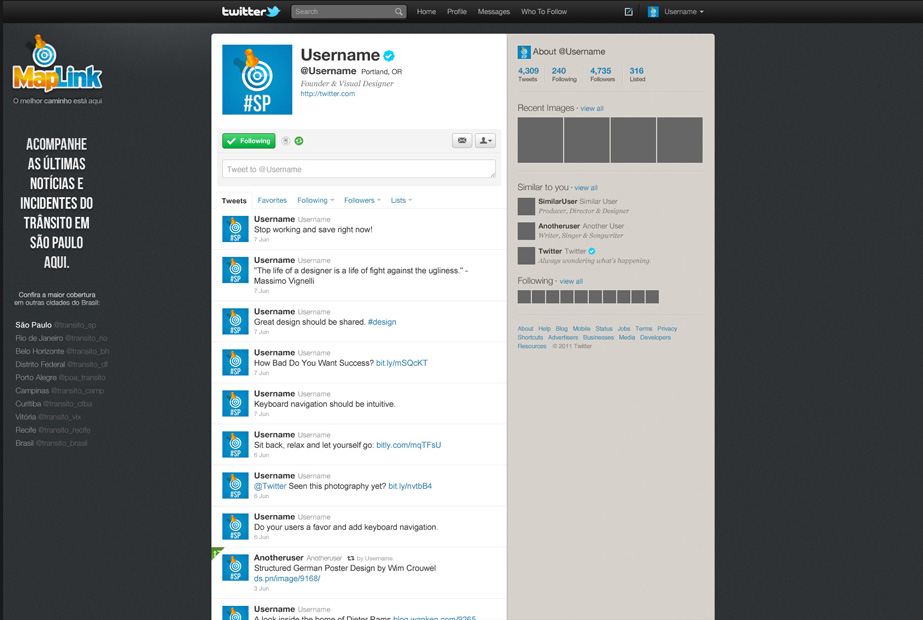 twitter
Search
Home Profile Messages Who To Follow
Username
MapLink
O melhor caminho está aqui
ACOMPANHE
AS ÚLTIMAS
NOTÍCIAS E
INCIDENTES DO
TRÂNSITO EM
SÃO PAULO
AQUI.
Confira a maior cobertura
em outras cidades do Brasil:
São Paulo @transito_sp
Rio de Janeiro @transito_rio
Belo Horizonte @transito_bh
Distrito Federal @transito_df
Porto Alegre @poa_transito
Campinas @transito_camp
Curitiba @transito_ctba
Vitória @transito_vix
Recife @transito_recife
Brasil @transito_brasil
#SP
Username
@Username Portland, OR
Founder & Visual Designer
http://twitter.com
Following
Tweet to @Username
Tweets Favorites Following Followers Lists
#SP
Username Username
Stop working and save right now!
7 Jun
#SP
Username Username
"The life of a designer is a life of fight against the ugliness." -
Massimo Vignelli
7 Jun
#SP
Username Username
Great design should be shared. #design
7 Jun
#SP
Username Username
How Bad Do You Want Success? bit.ly/mSQcKT
7 Jun
#SP
Username Username
Keyboard navigation should be intuitive.
7 Jun
#SP
Username Username
Sit back, relax and let yourself go: bitly.com/mqTFsU
6 Jun
#SP
Username Username
@Twitter Seen this photography yet? bit.ly/nvtbB4
6 Jun
#SP
Username Username
Do your users a favor and add keyboard navigation.
6 Jun
#SP
Anotheruser Anotheruser by Username
Structured German Poster Design by Wim Crouwel
ds.pn/image/9168/
3 Jun
Username Username
A look inside the home of Dieter Rams blog.wanken.com/9265
About @Username
4,309 240 4,735 316
Tweets Following Followers Listed
Recent Images · view all
Similar to you · view all
SimilarUser Similar User
Producer, Director & Designer
Anotheruser Another User
Writer, Singer & Songwriter
Twitter Twitter
Always wondering what's happening.
Following · view all
About Help Blog Mobile Status Jobs Terms Privacy
Shortcuts Advertisers Businesses Media Developers
Resources © 2011 Twitter